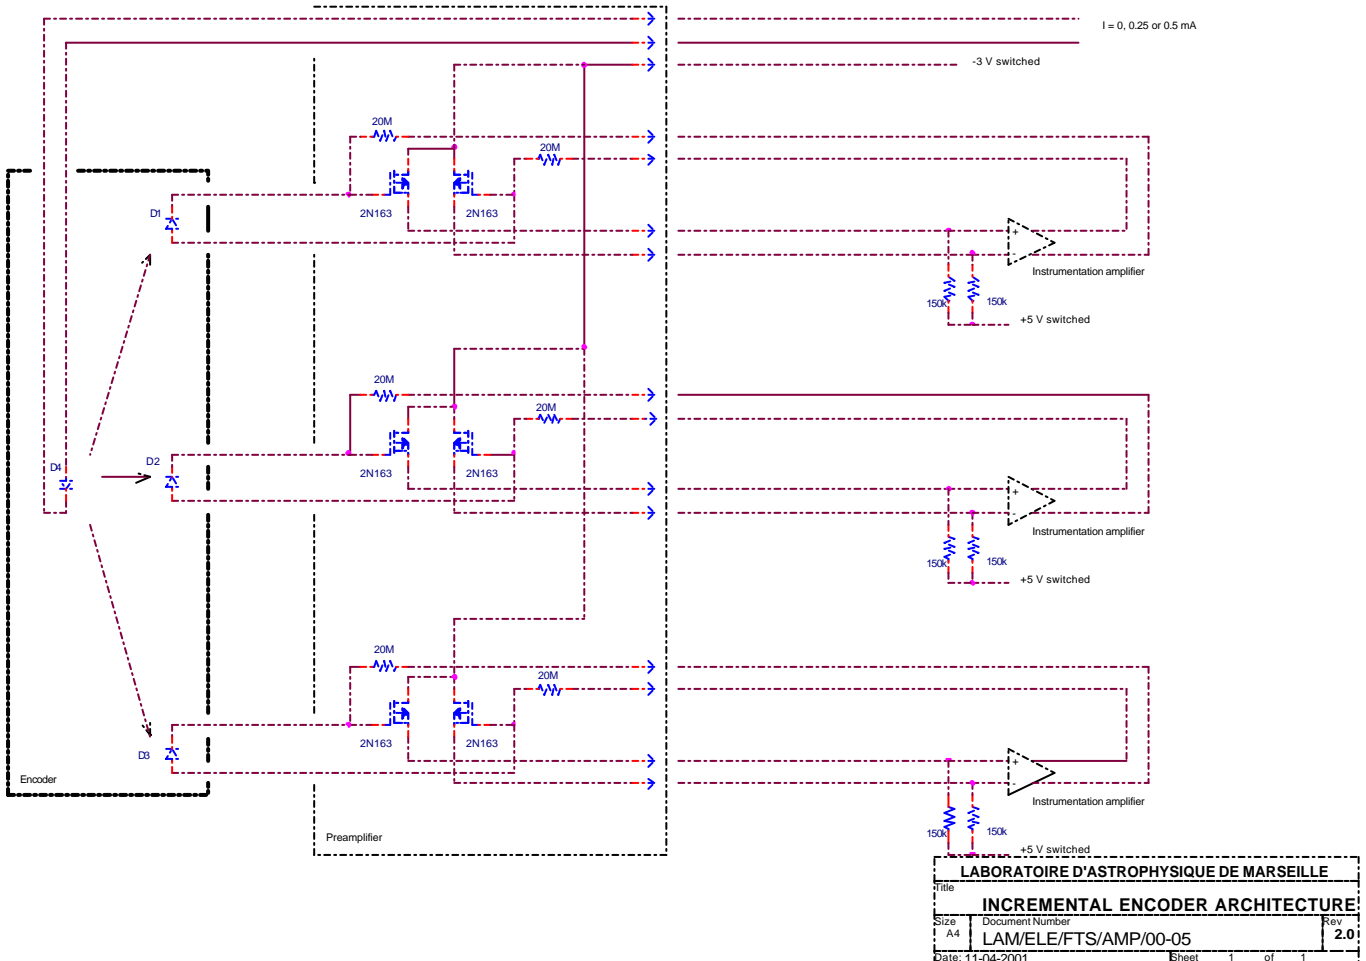 I = 0, 0.25 or 0.5 mA
-3 V switched
20M
20M
D1
2N163
2N163
+
-
Instrumentation amplifier
150k
150k
+5 V switched
20M
20M
D4
D2
2N163
2N163
+
-
Instrumentation amplifier
150k
150k
+5 V switched
20M
20M
D3
2N163
2N163
+
-
Encoder
Instrumentation amplifier
150k
150k
Preamplifier
+5 V switched
LABORATOIRE D'ASTROPHYSIQUE DE MARSEILLE
Title
INCREMENTAL ENCODER ARCHITECTURE
Size
Document Number
Rev
A4
LAM/ELE/FTS/AMP/00-05
2.0
Date: 11-04-2001
Sheet 1 of 1